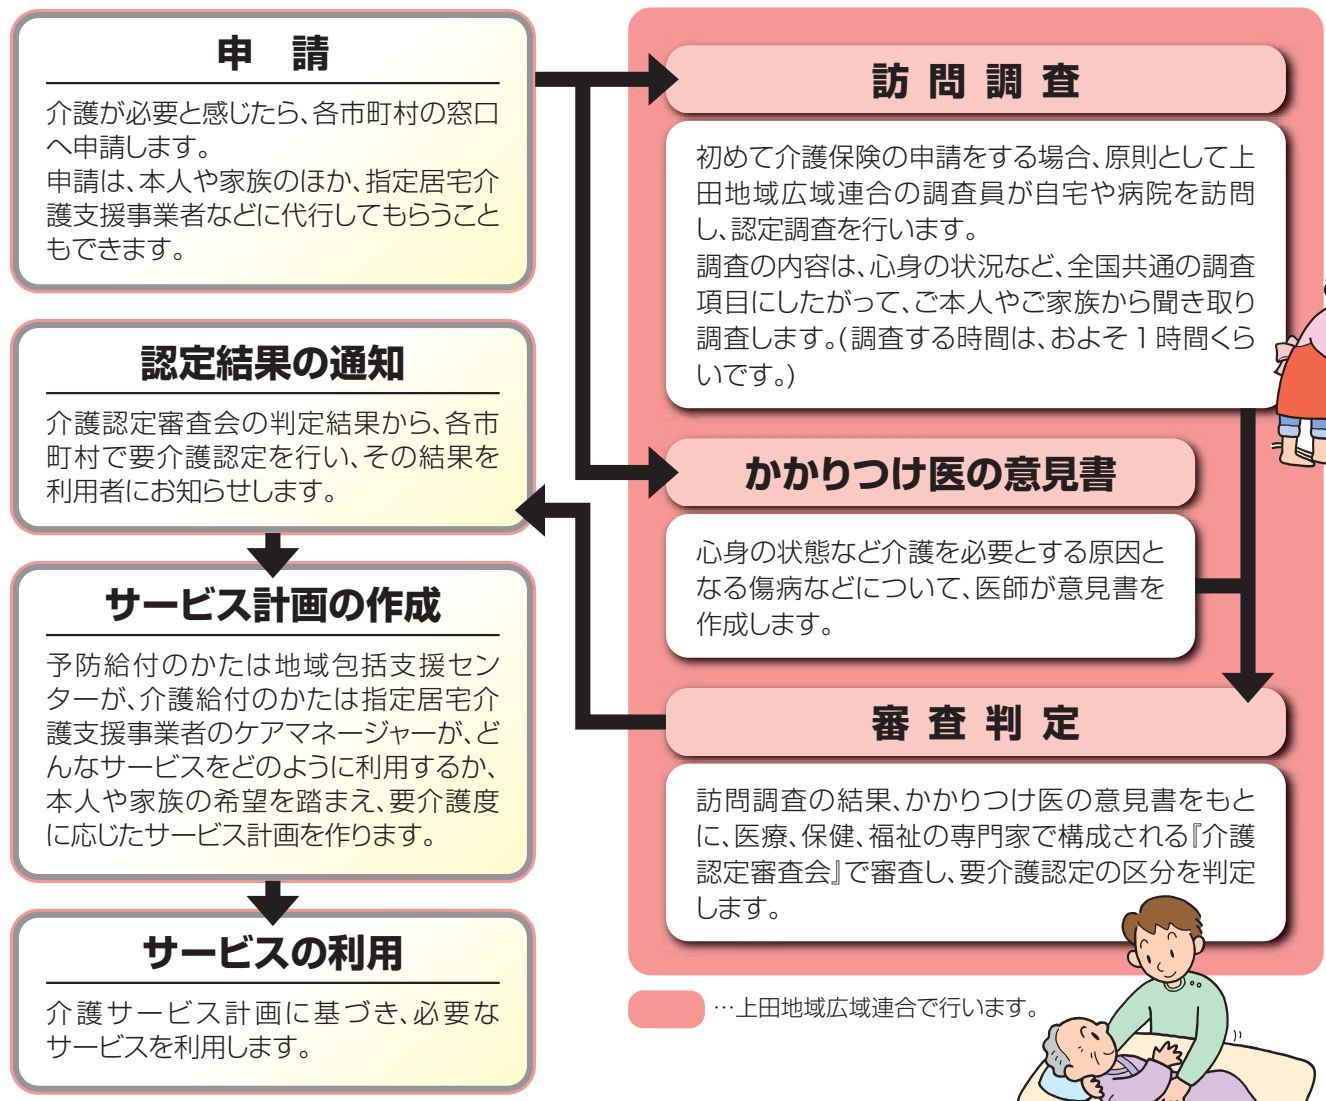 申　請
介護が必要と感じたら、各市町村の窓口
へ申請します。
申請は、本人や家族のほか、指定居宅介
護支援事業者などに代行してもらうこと
もできます。
訪 問 調 査
初めて介護保険の申請をする場合、原則として上
田地域広域連合の調査員が自宅や病院を訪問
し、認定調査を行います。
調査の内容は、心身の状況など、全国共通の調査
項目にしたがって、ご本人やご家族から聞き取り
調査します。(調査する時間は、およそ１時間くら
いです。)
かかりつけ医の意見書
心身の状態など介護を必要とする原因と
なる傷病などについて、医師が意見書を
作成します。
審 査 判 定
訪問調査の結果、かかりつけ医の意見書をもと
に、医療、保健、福祉の専門家で構成される『介護
認定審査会』で審査し、要介護認定の区分を判定
します。
認定結果の通知
介護認定審査会の判定結果から、各市
町村で要介護認定を行い、その結果を
利用者にお知らせします。
サービス計画の作成
予防給付のかたは地域包括支援セン
ターが、介護給付のかたは指定居宅介
護支援事業者のケアマネージャーが、ど
んなサービスをどのように利用するか、
本人や家族の希望を踏まえ、要介護度
に応じたサービス計画を作ります。
サービスの利用
介護サービス計画に基づき、必要な
サービスを利用します。
…上田地域広域連合で行います。